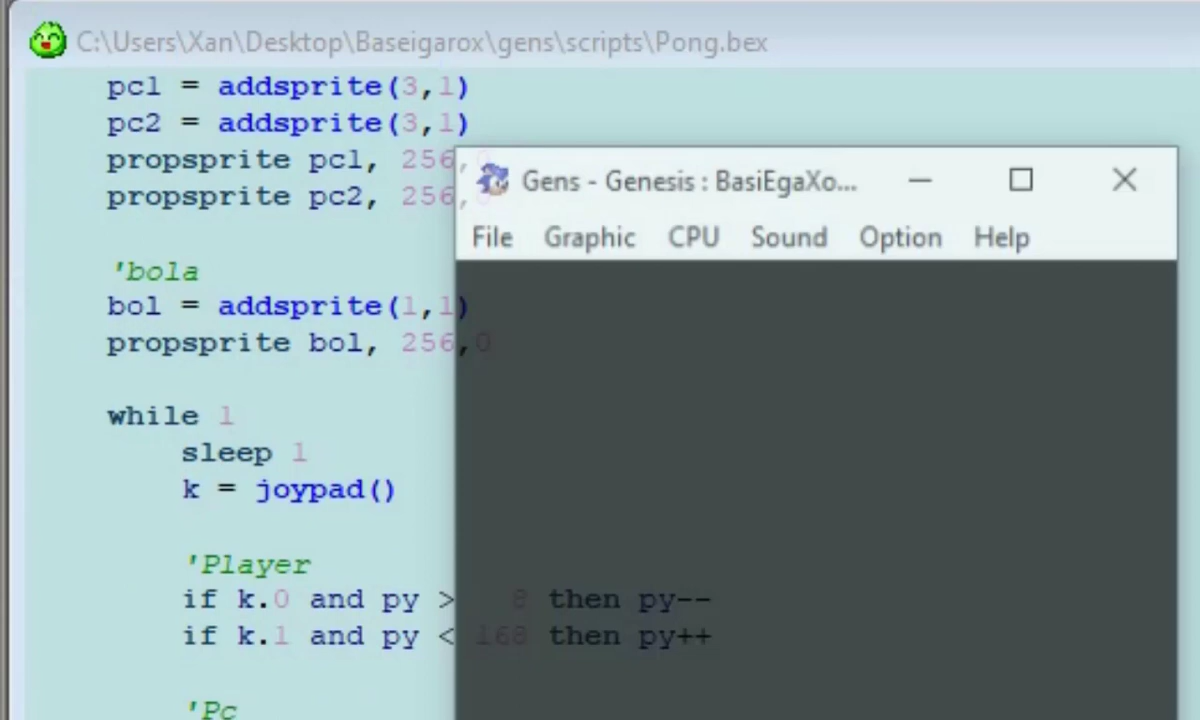 C:\Users\Xan\Desktop\Baseigarox\gens\scripts\Pong.bex
pc1 = addsprite(3,1)
pc2 = addsprite(3,1)
propsprite pc1, 256,0
propsprite pc2, 256,0
Gens - Genesis : BasiEgaXo...
File Graphic CPU Sound Option Help
'bola
bol = addsprite(1,1)
propsprite bol, 256,0
while 1
sleep 1
k = joypad()
'Player
if k.0 and py > 8 then py--
if k.1 and py < 168 then py++
'Pc